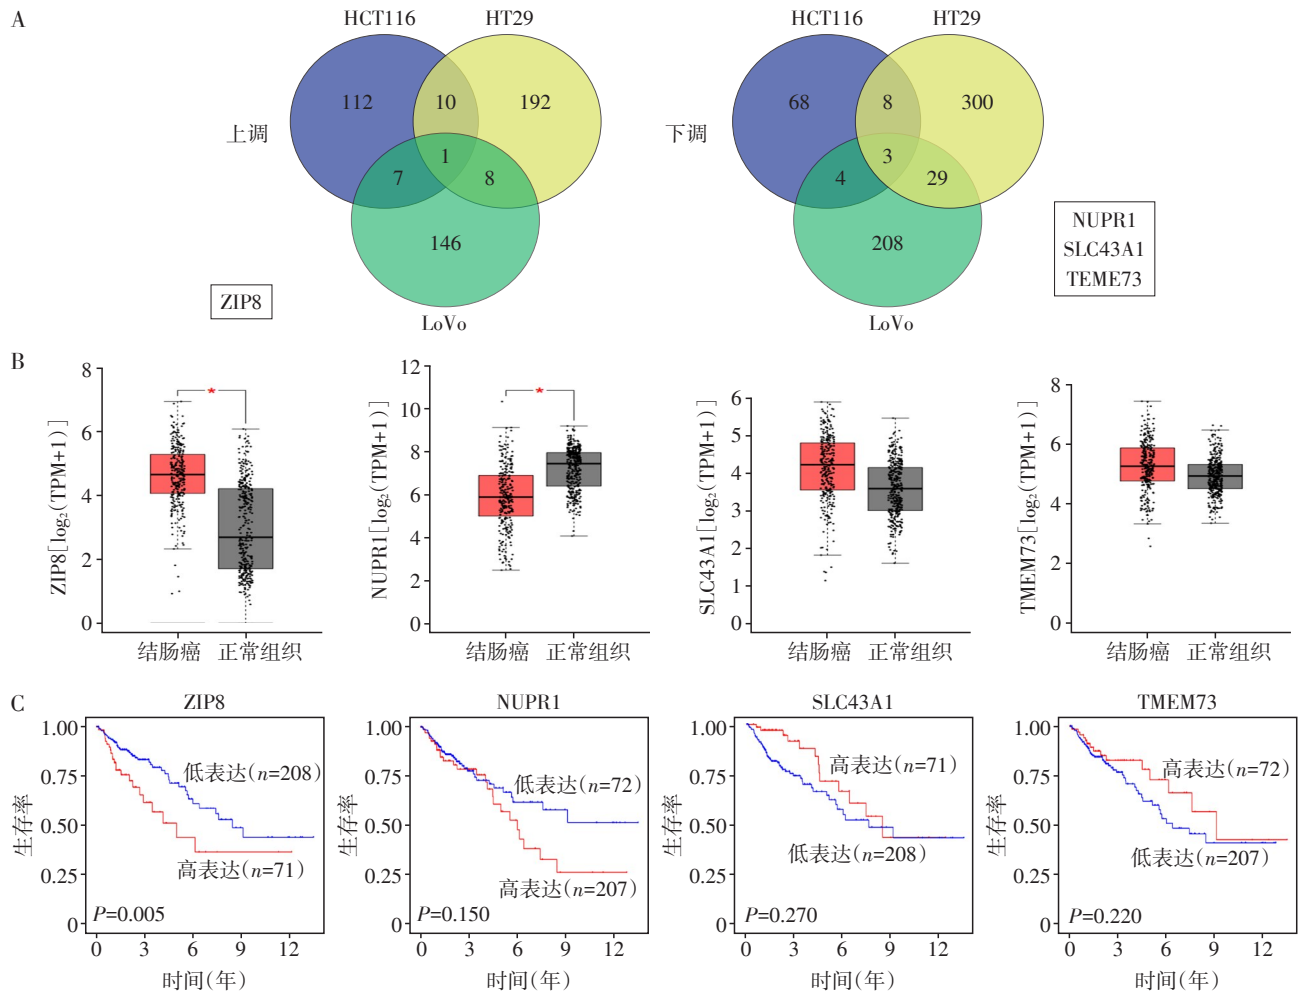 A
HCT116
HT29
HCT116
HT29
112
10
192
68
8
300
上调
下调
1
3
7
8
4
29
146
208
NUPR1
SLC43A1
TEME73
ZIP8
LoVo
LoVo
B
ZIP8[log₂(TPM+1)]
8
6
4
2
0
*
结肠癌 正常组织
NUPR1[log₂(TPM+1)]
12
10
8
6
4
2
0
*
结肠癌 正常组织
SLC43A1[log₂(TPM+1)]
6
5
4
3
2
1
0
结肠癌 正常组织
TMEM73[log₂(TPM+1)]
8
6
4
2
0
结肠癌 正常组织
C
ZIP8
生存率
1.00
0.75
0.50
0.25
0
低表达(n=208)
高表达(n=71)
P=0.005
0 3 6 9 12
时间(年)
NUPR1
生存率
1.00
0.75
0.50
0.25
0
低表达(n=72)
高表达(n=207)
P=0.150
0 3 6 9 12
时间(年)
SLC43A1
生存率
1.00
0.75
0.50
0.25
0
高表达(n=71)
低表达(n=208)
P=0.270
0 3 6 9 12
时间(年)
TMEM73
生存率
1.00
0.75
0.50
0.25
0
高表达(n=72)
低表达(n=207)
P=0.220
0 3 6 9 12
时间(年)